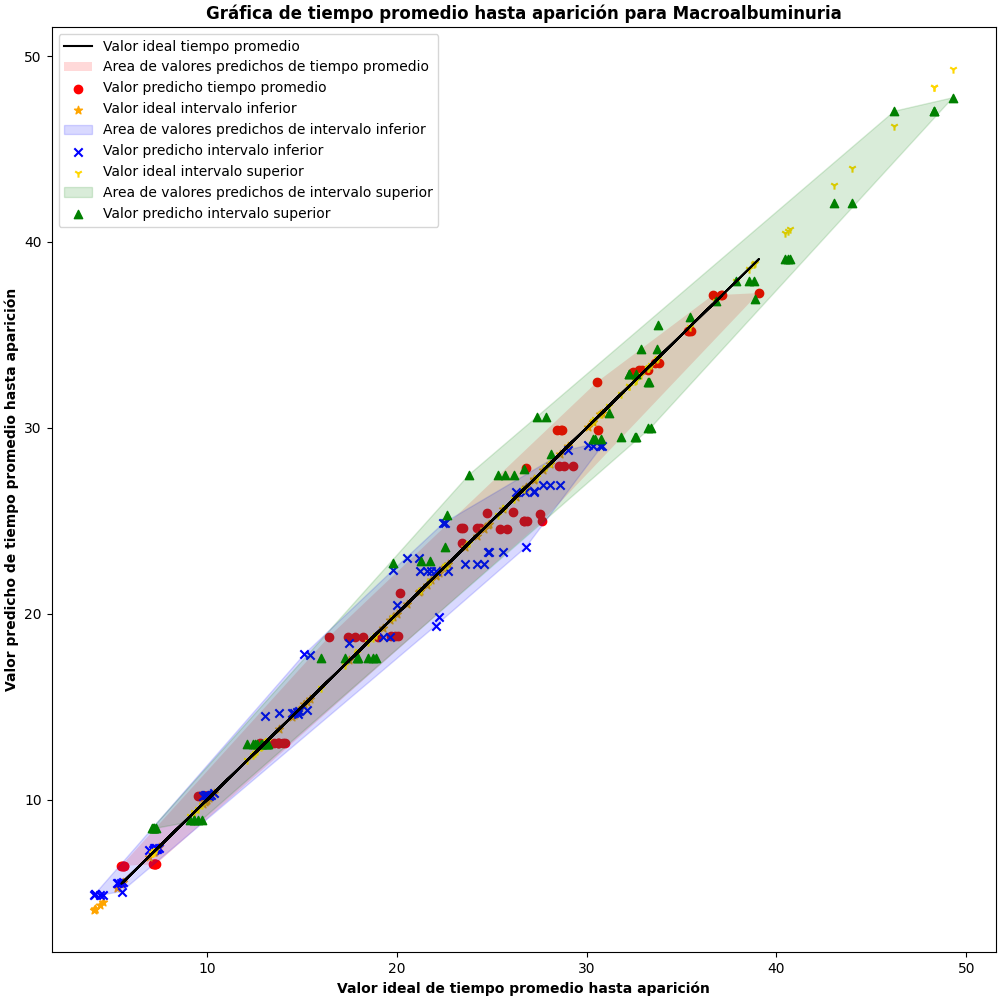 Gráfica de tiempo promedio hasta aparición para Macroalbuminuria
Valor ideal tiempo promedio
Area de valores predichos de tiempo promedio
Valor predicho tiempo promedio
Valor ideal intervalo inferior
Area de valores predichos de intervalo inferior
Valor predicho intervalo inferior
Valor ideal intervalo superior
Area de valores predichos de intervalo superior
Valor predicho intervalo superior
Valor predicho de tiempo promedio hasta aparición
50
40
30
20
10
10 20 30 40 50
Valor ideal de tiempo promedio hasta aparición